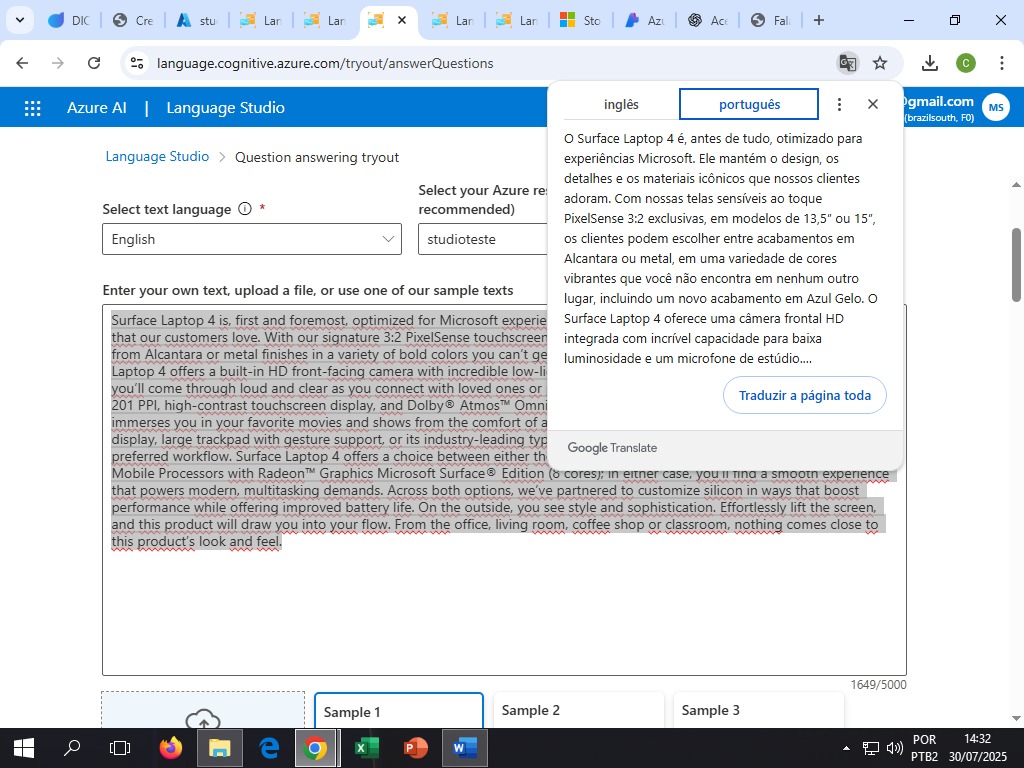 DIC
Cre
stu
Lan
Lan
Lan
Lan
Sto
Azu
Ace
Fala
language.cognitive.azure.com/tryout/answerQuestions
C
Azure AI | Language Studio
@gmail.com
(brazilsouth, F0)
MS
inglês
português
O Surface Laptop 4 é, antes de tudo, otimizado para
experiências Microsoft. Ele mantém o design, os
detalhes e os materiais icônicos que nossos clientes
adoram. Com nossas telas sensíveis ao toque
PixelSense 3:2 exclusivas, em modelos de 13,5” ou 15”,
os clientes podem escolher entre acabamentos em
Alcantara ou metal, em uma variedade de cores
vibrantes que você não encontra em nenhum outro
lugar, incluindo um novo acabamento em Azul Gelo. O
Surface Laptop 4 oferece uma câmera frontal HD
integrada com incrível capacidade para baixa
luminosidade e um microfone de estúdio....
Traduzir a página toda
Google Translate
Language Studio > Question answering tryout
Select text language *
English
Select your Azure res
recommended)
studioteste
Enter your own text, upload a file, or use one of our sample texts
Surface Laptop 4 is, first and foremost, optimized for Microsoft experie
that our customers love. With our signature 3:2 PixelSense touchscreen
from Alcantara or metal finishes in a variety of bold colors you can’t ge
Laptop 4 offers a built-in HD front-facing camera with incredible low-li
you’ll come through loud and clear as you connect with loved ones or
201 PPI, high-contrast touchscreen display, and Dolby® Atmos™ Omni
immerses you in your favorite movies and shows from the comfort of a
display, large trackpad with gesture support, or its industry-leading typ
preferred workflow. Surface Laptop 4 offers a choice between either th
Mobile Processors with Radeon™ Graphics Microsoft Surface® Edition (8 cores); in either case, you’ll find a smooth experience
that powers modern, multitasking demands. Across both options, we’ve partnered to customize silicon in ways that boost
performance while offering improved battery life. On the outside, you see style and sophistication. Effortlessly lift the screen,
and this product will draw you into your flow. From the office, living room, coffee shop or classroom, nothing comes close to
this product’s look and feel.
1649/5000
Sample 1
Sample 2
Sample 3
POR
PTB2
14:32
30/07/2025